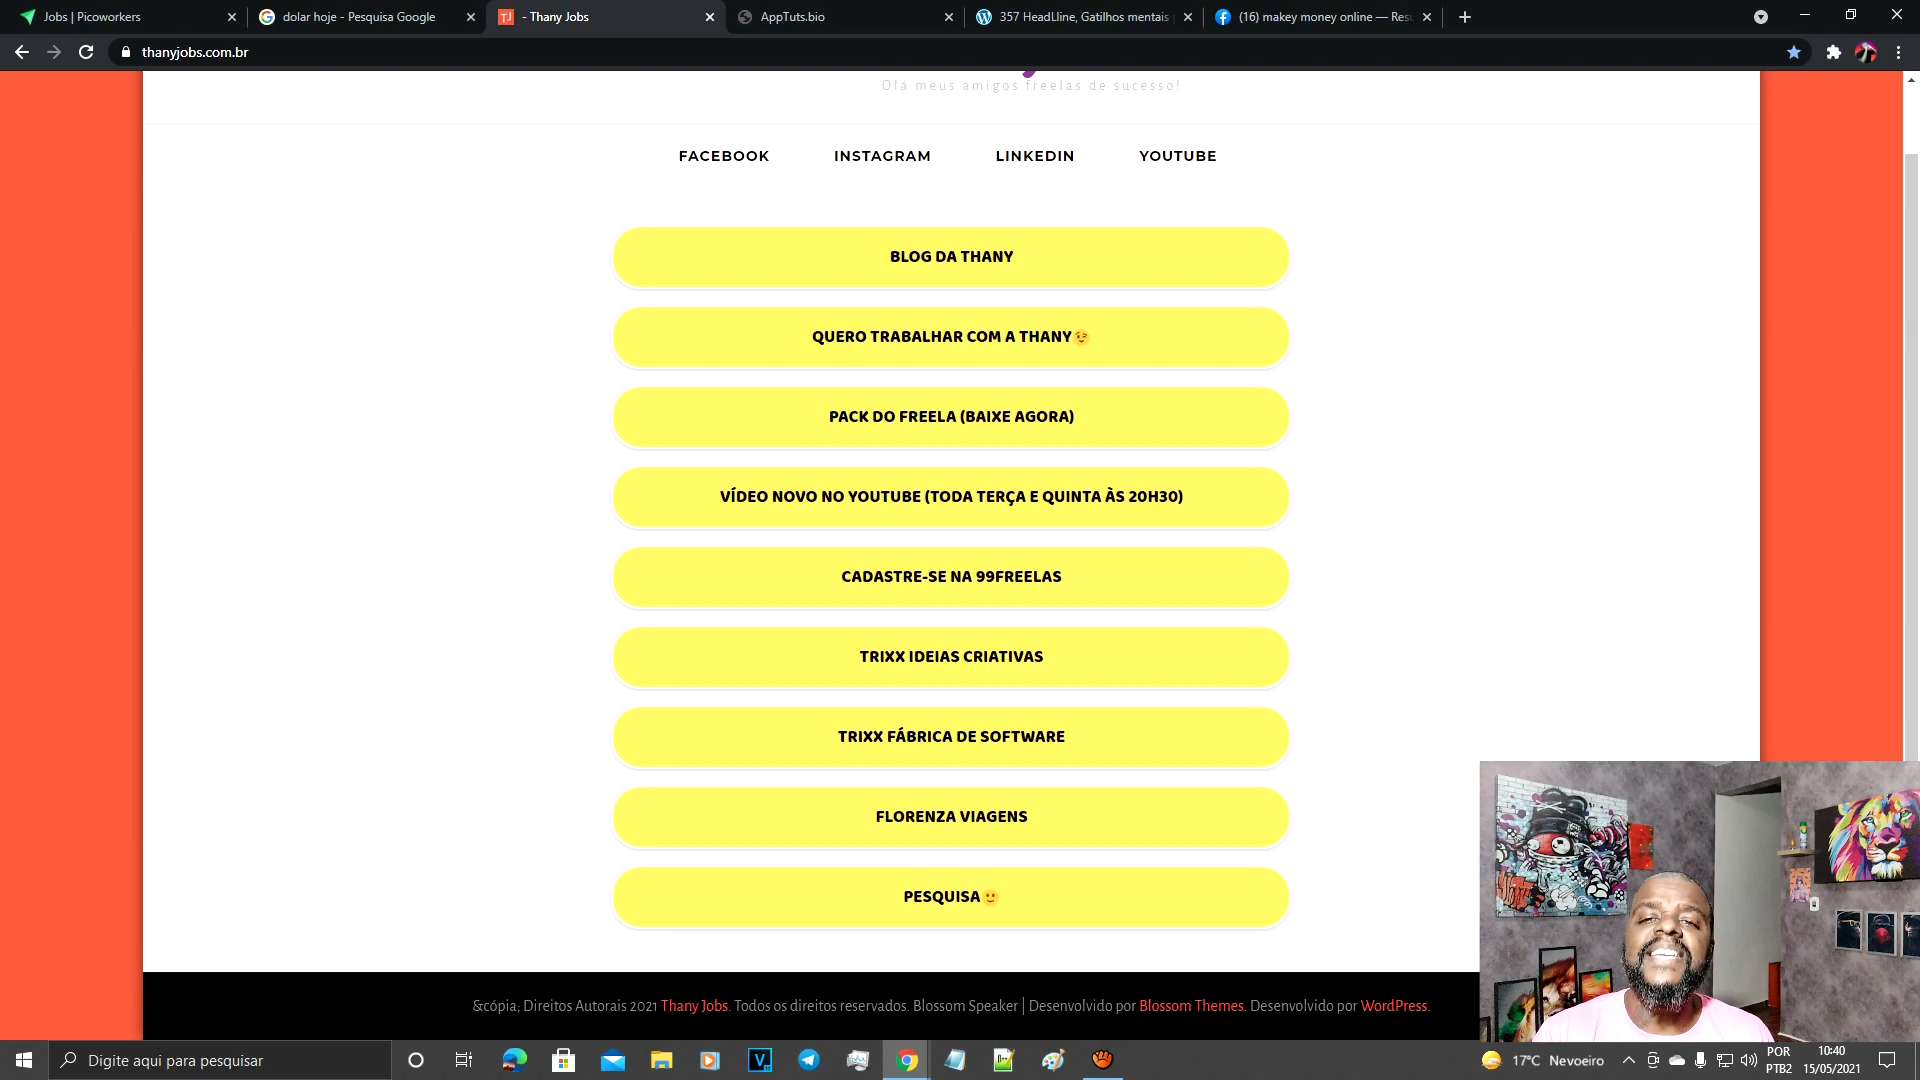 Jobs | Picoworkers
dolar hoje - Pesquisa Google
TJ - Thany Jobs
AppTuts.bio
357 HeadLline, Gatilhos mentais
(16) makey money online — Resu
thanyjobs.com.br
Olá meus amigos freelas de sucesso!
FACEBOOK INSTAGRAM LINKEDIN YOUTUBE
BLOG DA THANY
QUERO TRABALHAR COM A THANY😉
PACK DO FREELA (BAIXE AGORA)
VÍDEO NOVO NO YOUTUBE (TODA TERÇA E QUINTA ÀS 20H30)
CADASTRE-SE NA 99FREELAS
TRIXX IDEIAS CRIATIVAS
TRIXX FÁBRICA DE SOFTWARE
FLORENZA VIAGENS
PESQUISA🙂
&cópia; Direitos Autorais 2021 Thany Jobs. Todos os direitos reservados. Blossom Speaker | Desenvolvido por Blossom Themes. Desenvolvido por WordPress.
Digite aqui para pesquisar
17°C Nevoeiro
POR
PTB2
10:40
15/05/2021